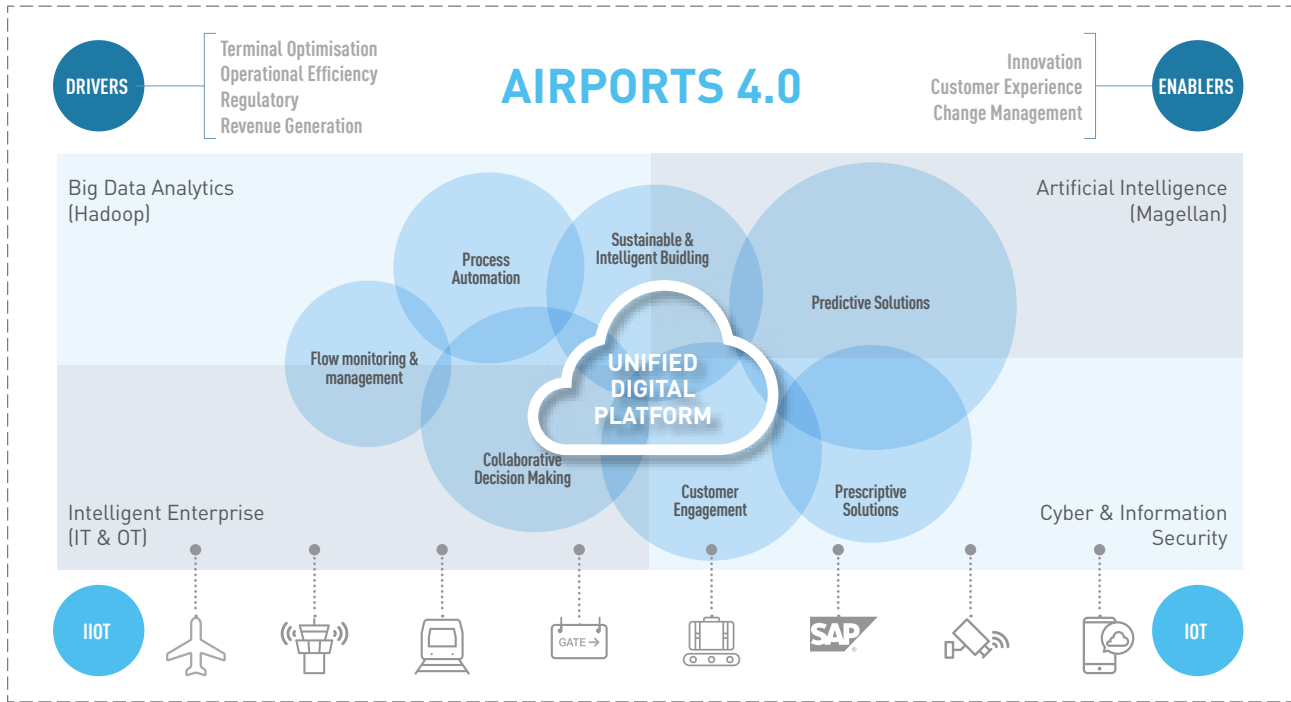 DRIVERS
Terminal Optimisation
Operational Efficiency
Regulatory
Revenue Generation
AIRPORTS 4.0
Innovation
Customer Experience
Change Management
ENABLERS
Big Data Analytics
(Hadoop)
Artificial Intelligence
(Magellan)
Process
Automation
Sustainable &
Intelligent Buidling
Predictive Solutions
Flow monitoring &
management
UNIFIED
DIGITAL
PLATFORM
Collaborative
Decision Making
Customer
Engagement
Prescriptive
Solutions
Intelligent Enterprise
(IT & OT)
Cyber & Information
Security
IIOT
GATE →
SAP®
IOT